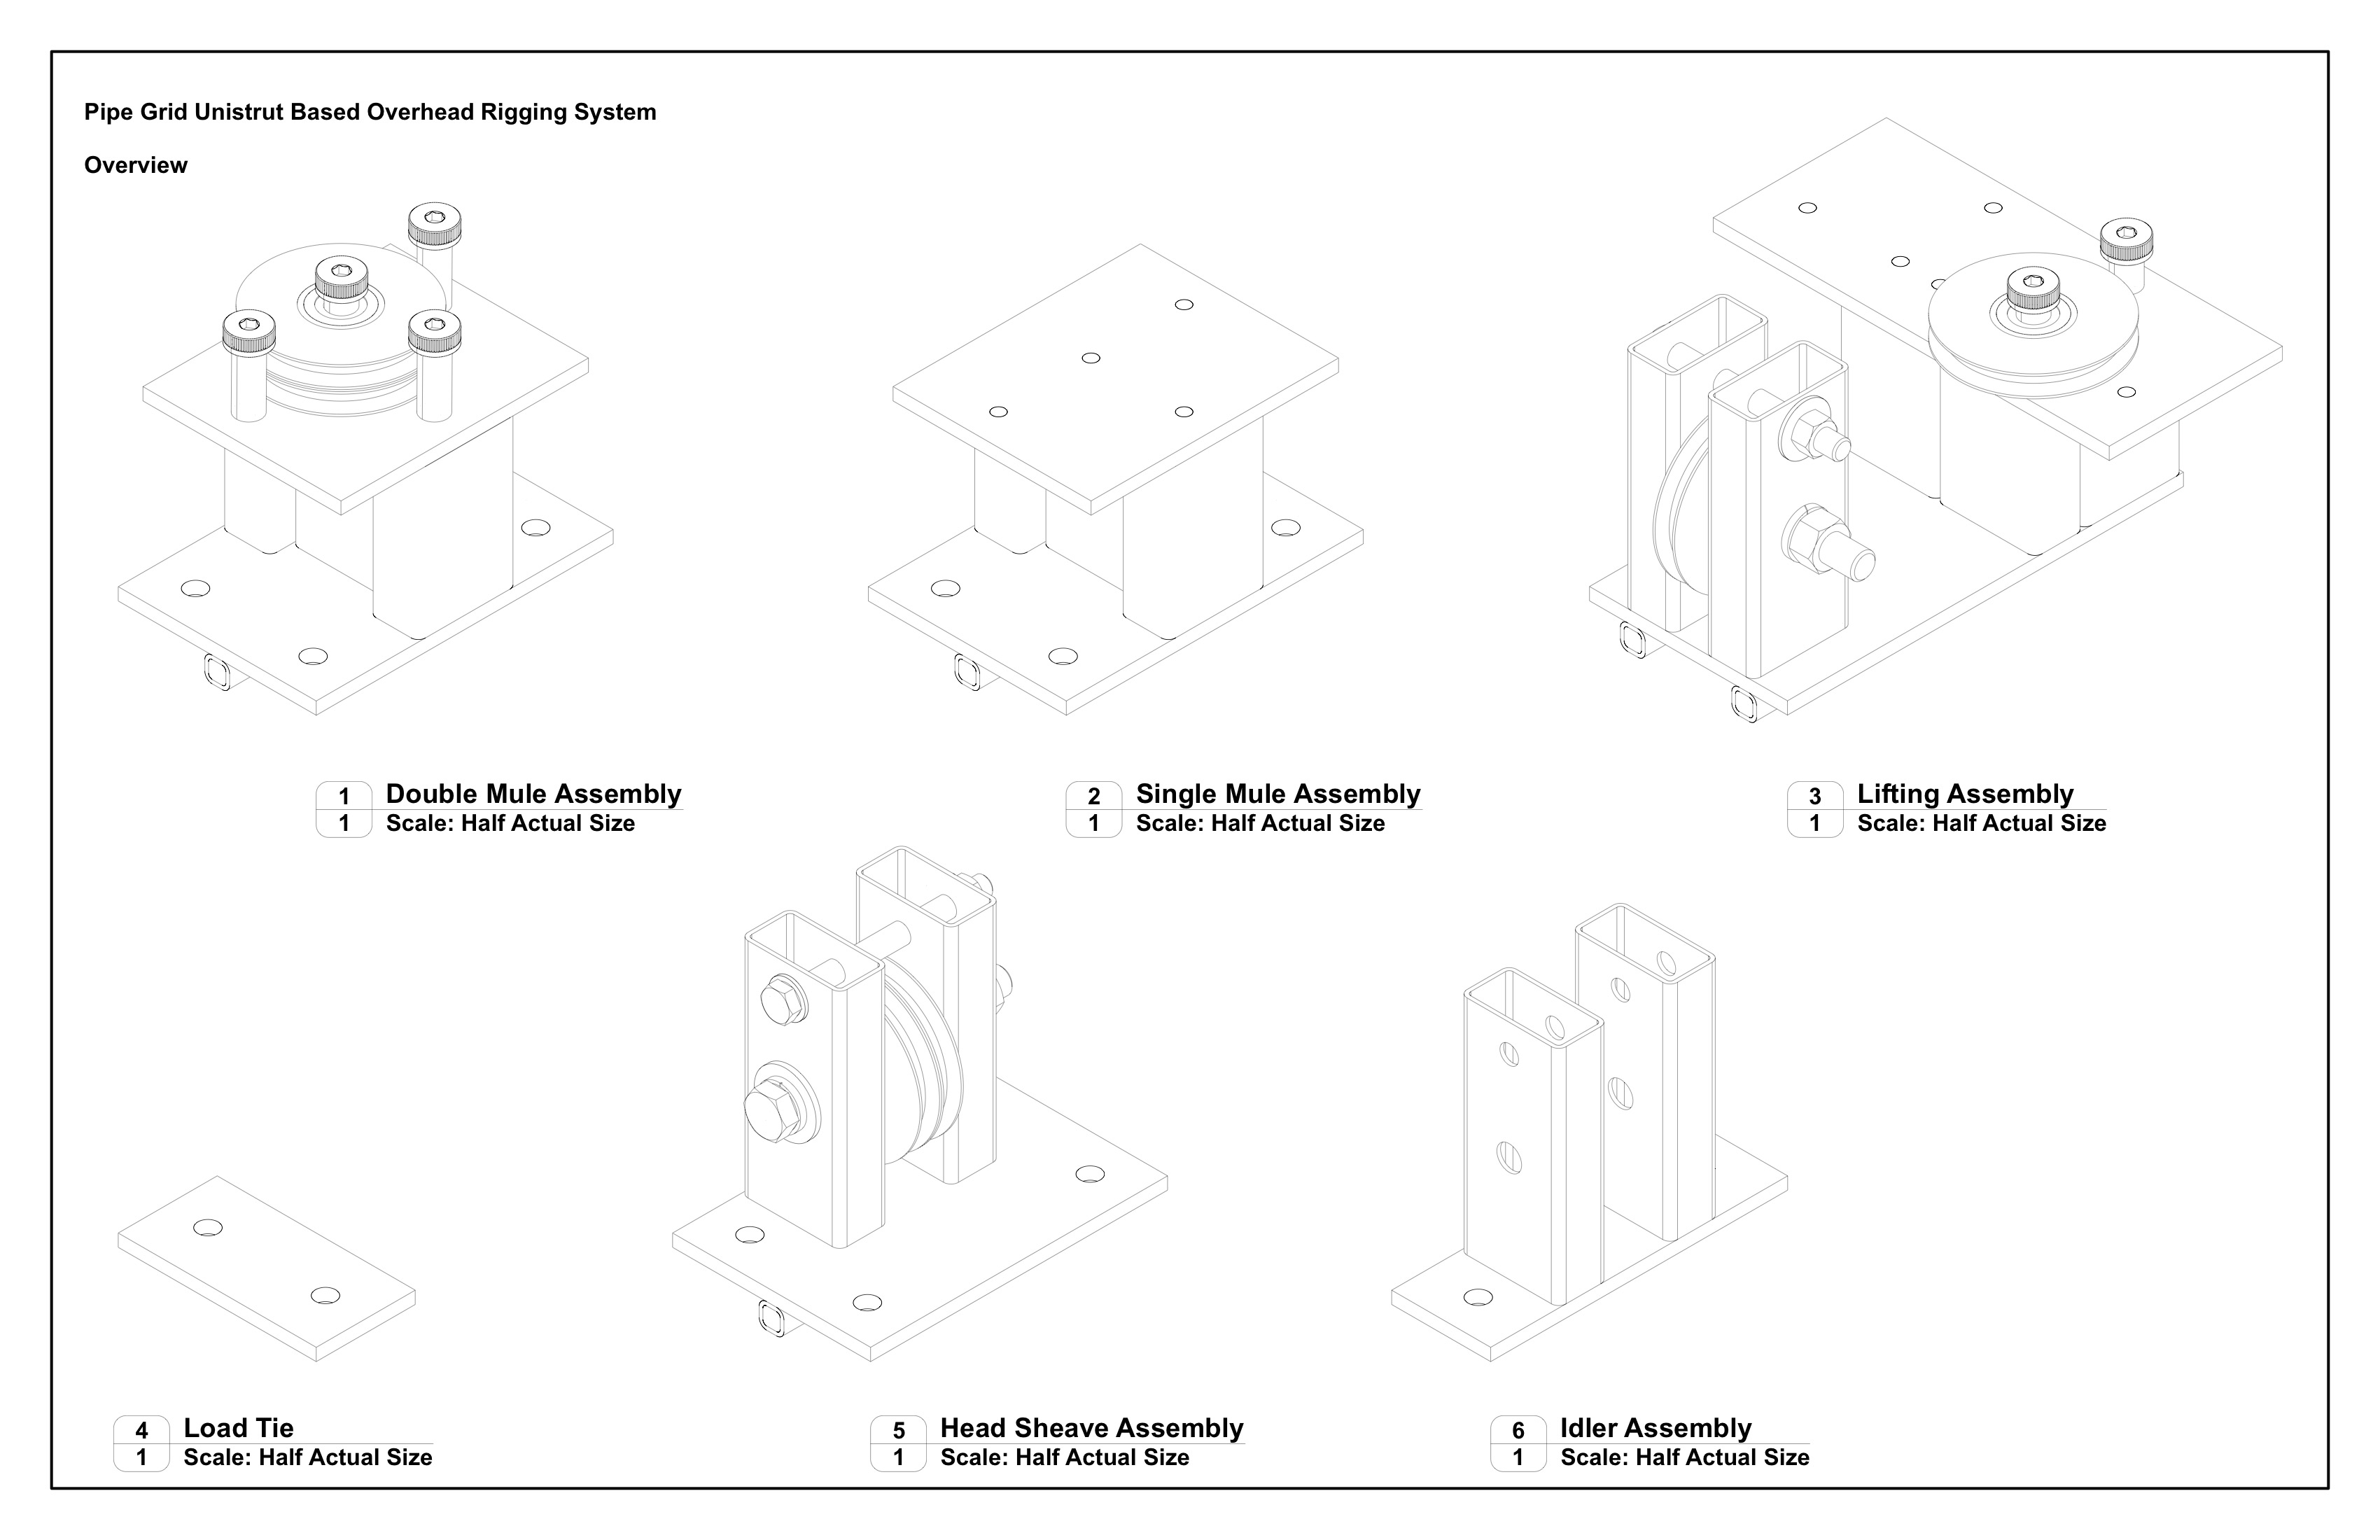 Pipe Grid Unistrut Based Overhead Rigging System
Overview
1 Double Mule Assembly
1 Scale: Half Actual Size
2 Single Mule Assembly
1 Scale: Half Actual Size
3 Lifting Assembly
1 Scale: Half Actual Size
4 Load Tie
1 Scale: Half Actual Size
5 Head Sheave Assembly
1 Scale: Half Actual Size
6 Idler Assembly
1 Scale: Half Actual Size